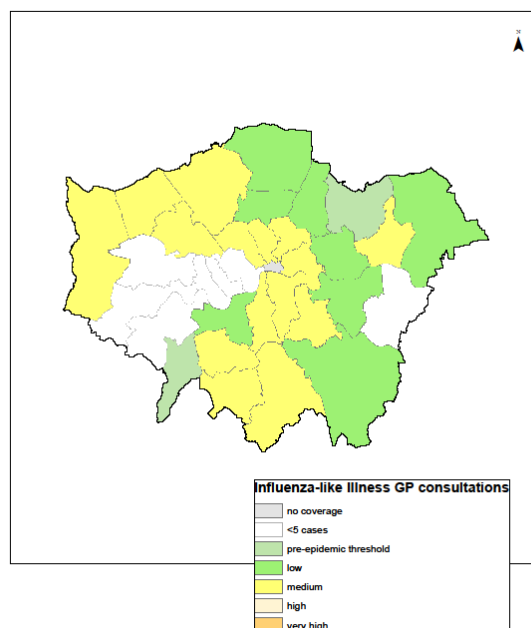 N
Influenza-like Illness GP consultations
no coverage
<5 cases
pre-epidemic threshold
low
medium
high
very high